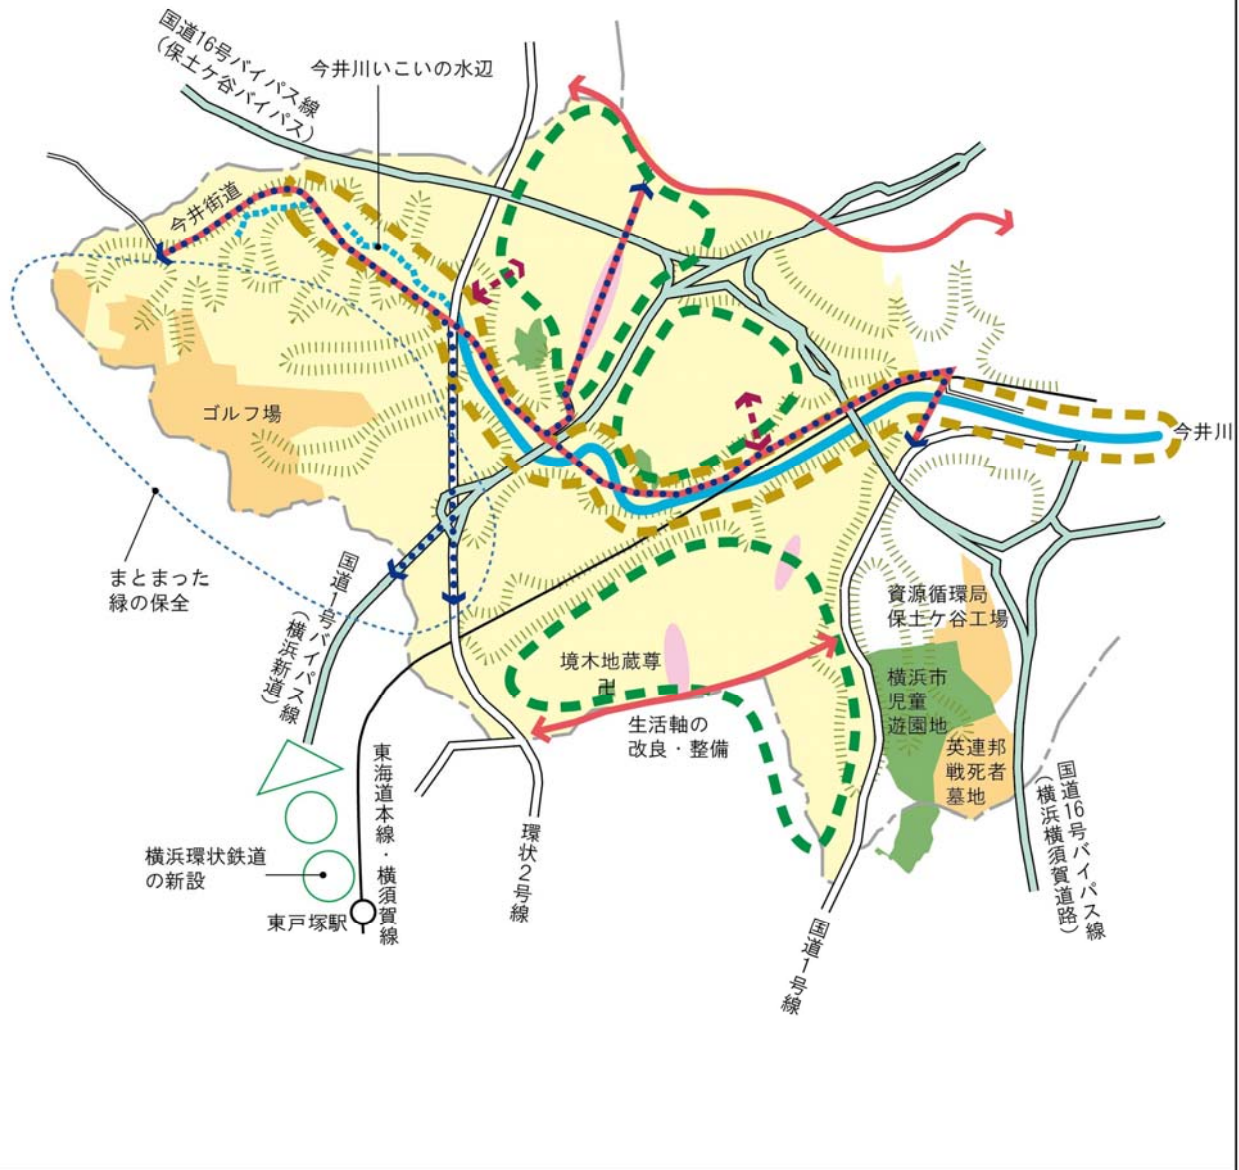 国道16号バイパス線
（保土ケ谷バイパス）
今井川いこいの水辺
今井街道
ゴルフ場
今井川
まとまった
緑の保全
国道1号バイパス線
（横浜新道）
境木地蔵尊
卍
生活軸の
改良・整備
資源循環局
保土ケ谷工場
横浜市
児童
遊園地
英連邦
戦死者
墓地
国道16号バイパス線
（横浜横須賀道路）
東海道本線・横須賀線
横浜環状鉄道
の新設
東戸塚駅
環状2号線
国道1号線